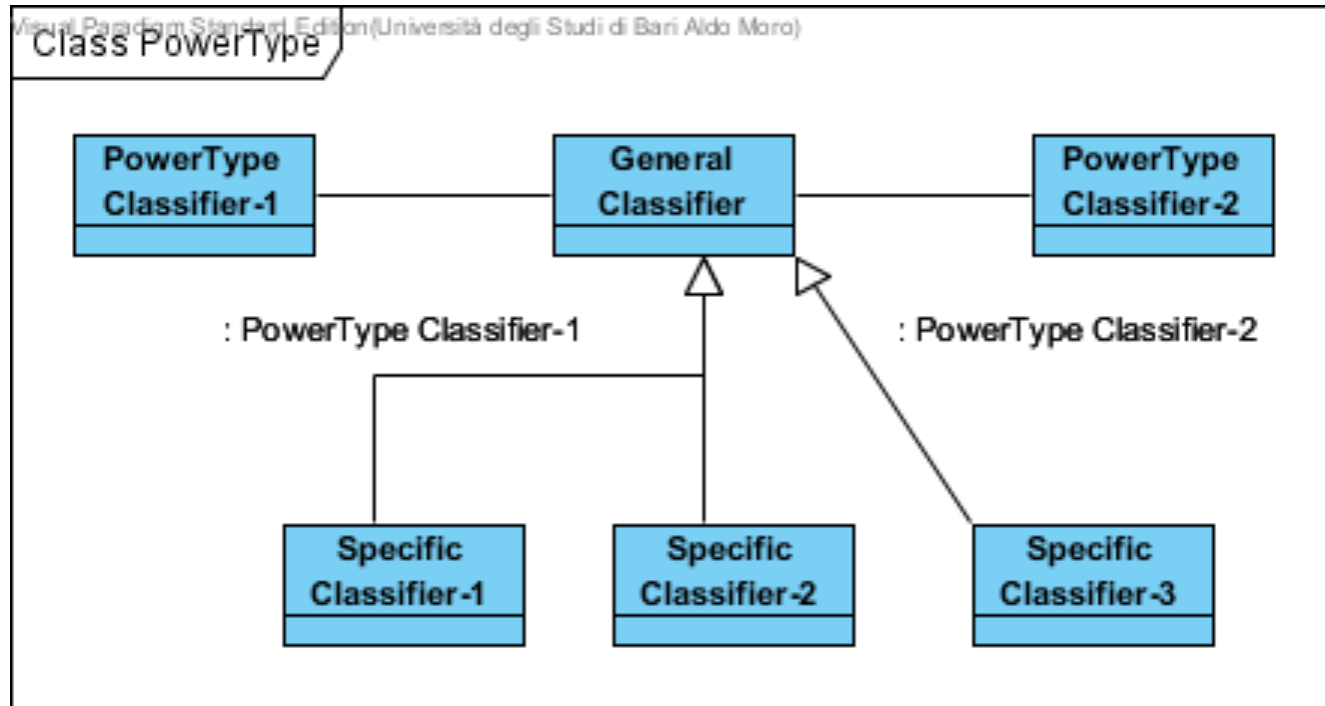 Visual Paradigm Standard Edition(Università degli Studi di Bari Aldo Moro)
Class PowerType
PowerType
Classifier-1
General
Classifier
PowerType
Classifier-2
: PowerType Classifier-1
: PowerType Classifier-2
Specific
Classifier-1
Specific
Classifier-2
Specific
Classifier-3